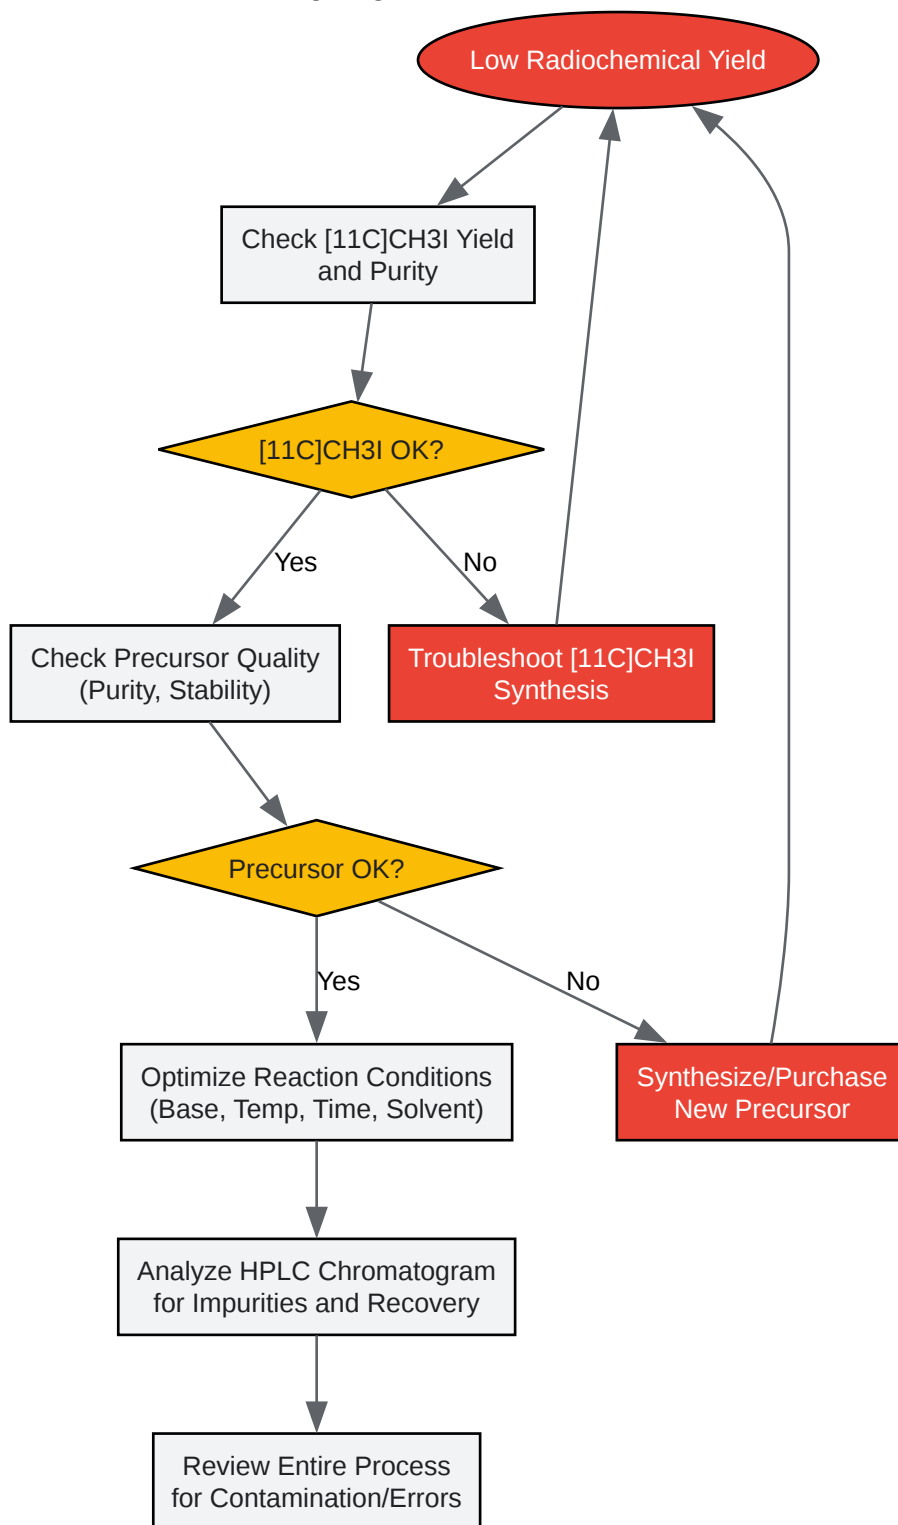 Low Radiochemical Yield
Check [11C]CH3I Yield
and Purity
[11C]CH3I OK?
Yes
No
Check Precursor Quality
(Purity, Stability)
Troubleshoot [11C]CH3I
Synthesis
Precursor OK?
Yes
No
Optimize Reaction Conditions
(Base, Temp, Time, Solvent)
Synthesize/Purchase
New Precursor
Analyze HPLC Chromatogram
for Impurities and Recovery
Review Entire Process
for Contamination/Errors